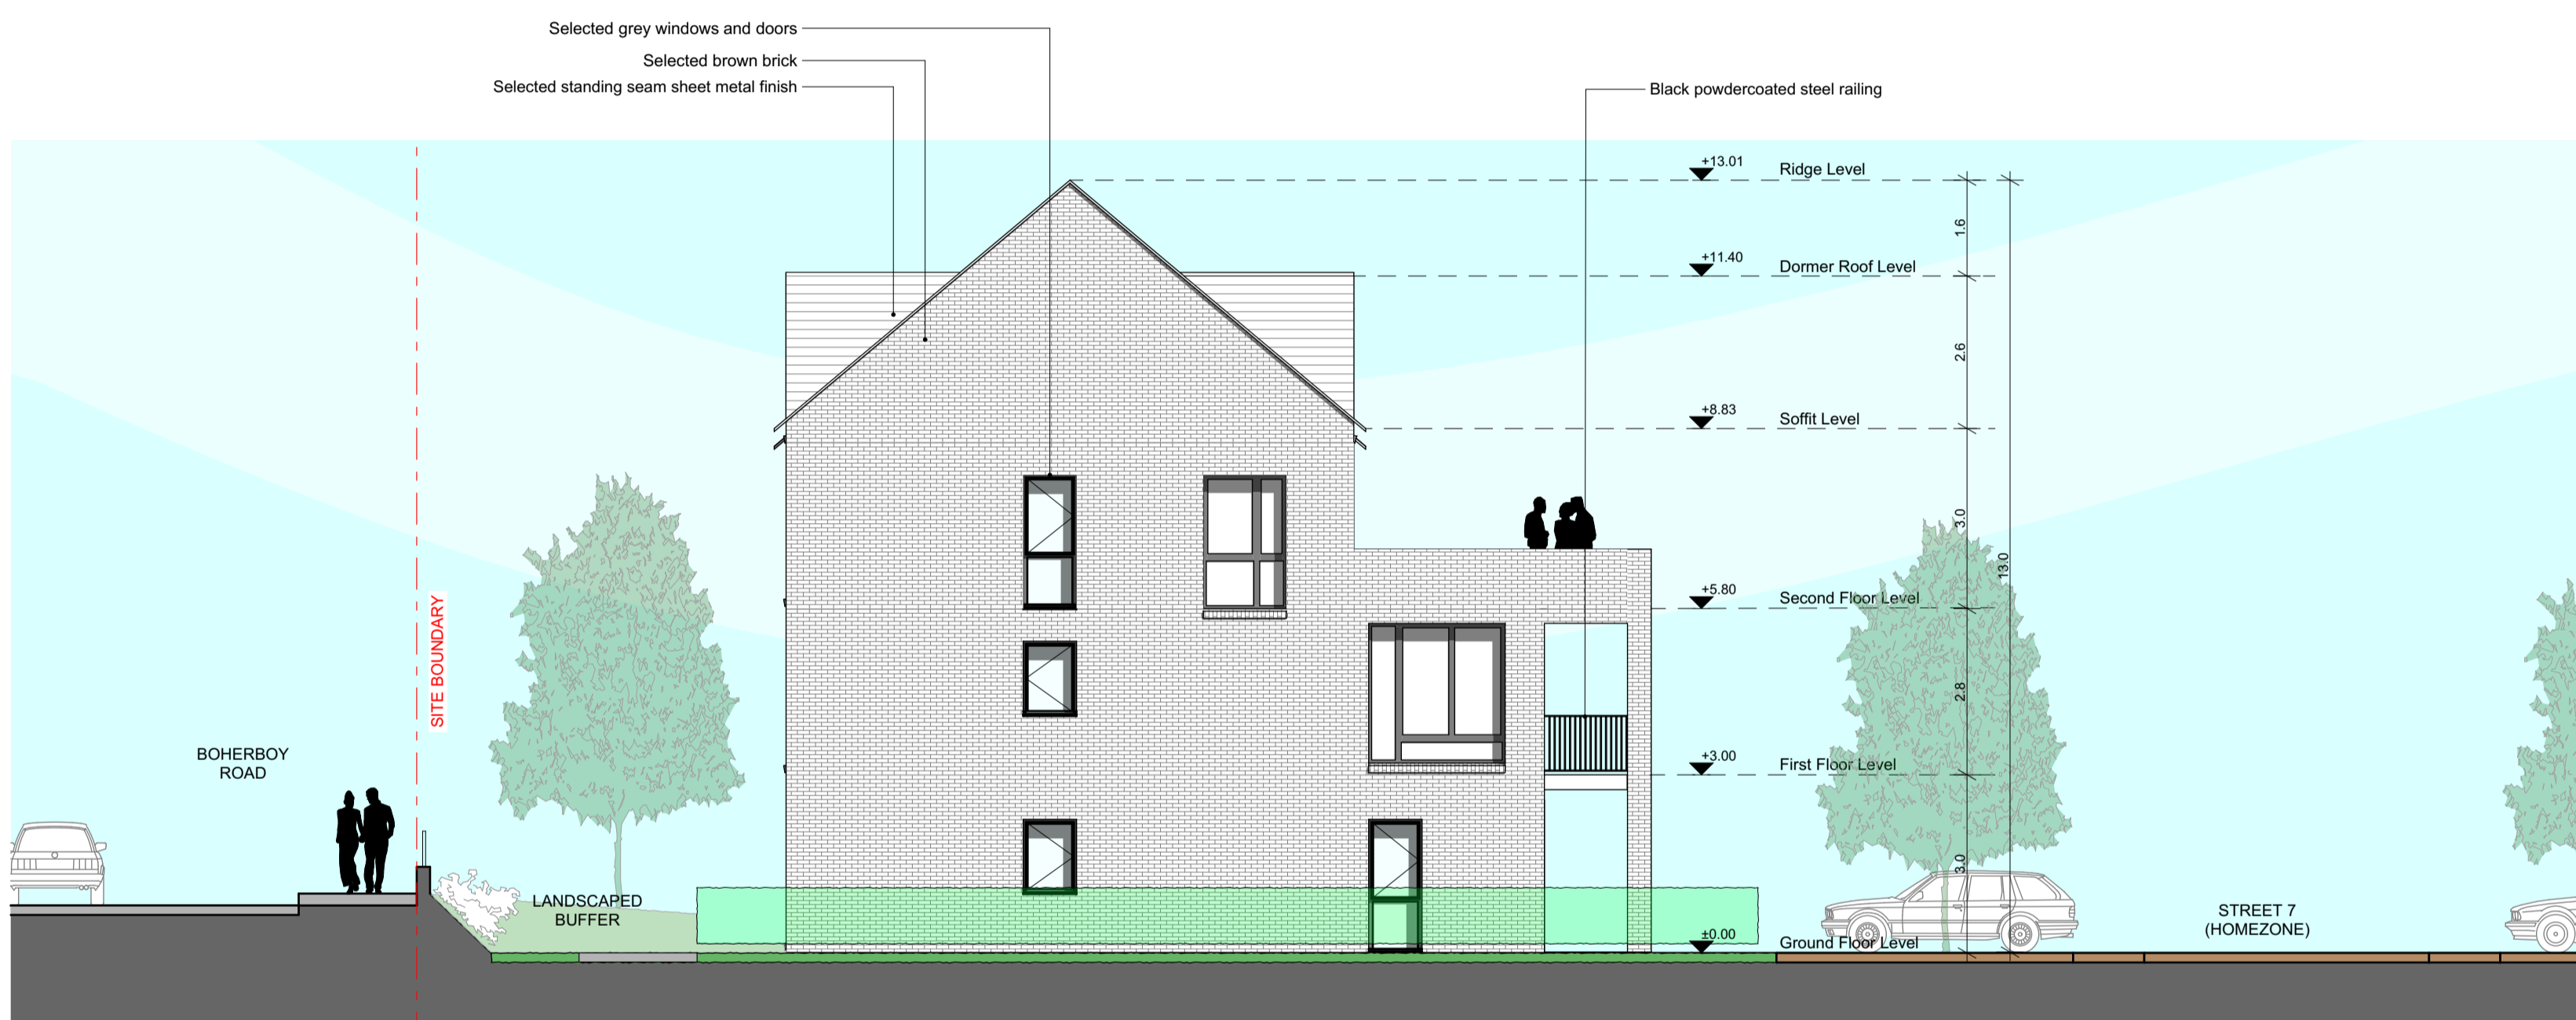 Selected grey windows and doors
Selected brown brick
Selected standing seam sheet metal finish
Black powdercoated steel railing
+13.01
Ridge Level
1.6
+11.40
Dormer Roof Level
2.6
+8.83
Soffit Level
3.0
13.0
+5.80
Second Floor Level
2.8
+3.00
First Floor Level
3.0
±0.00
Ground Floor Level
SITE BOUNDARY
BOHERBOY
ROAD
LANDSCAPED
BUFFER
STREET 7
(HOMEZONE)